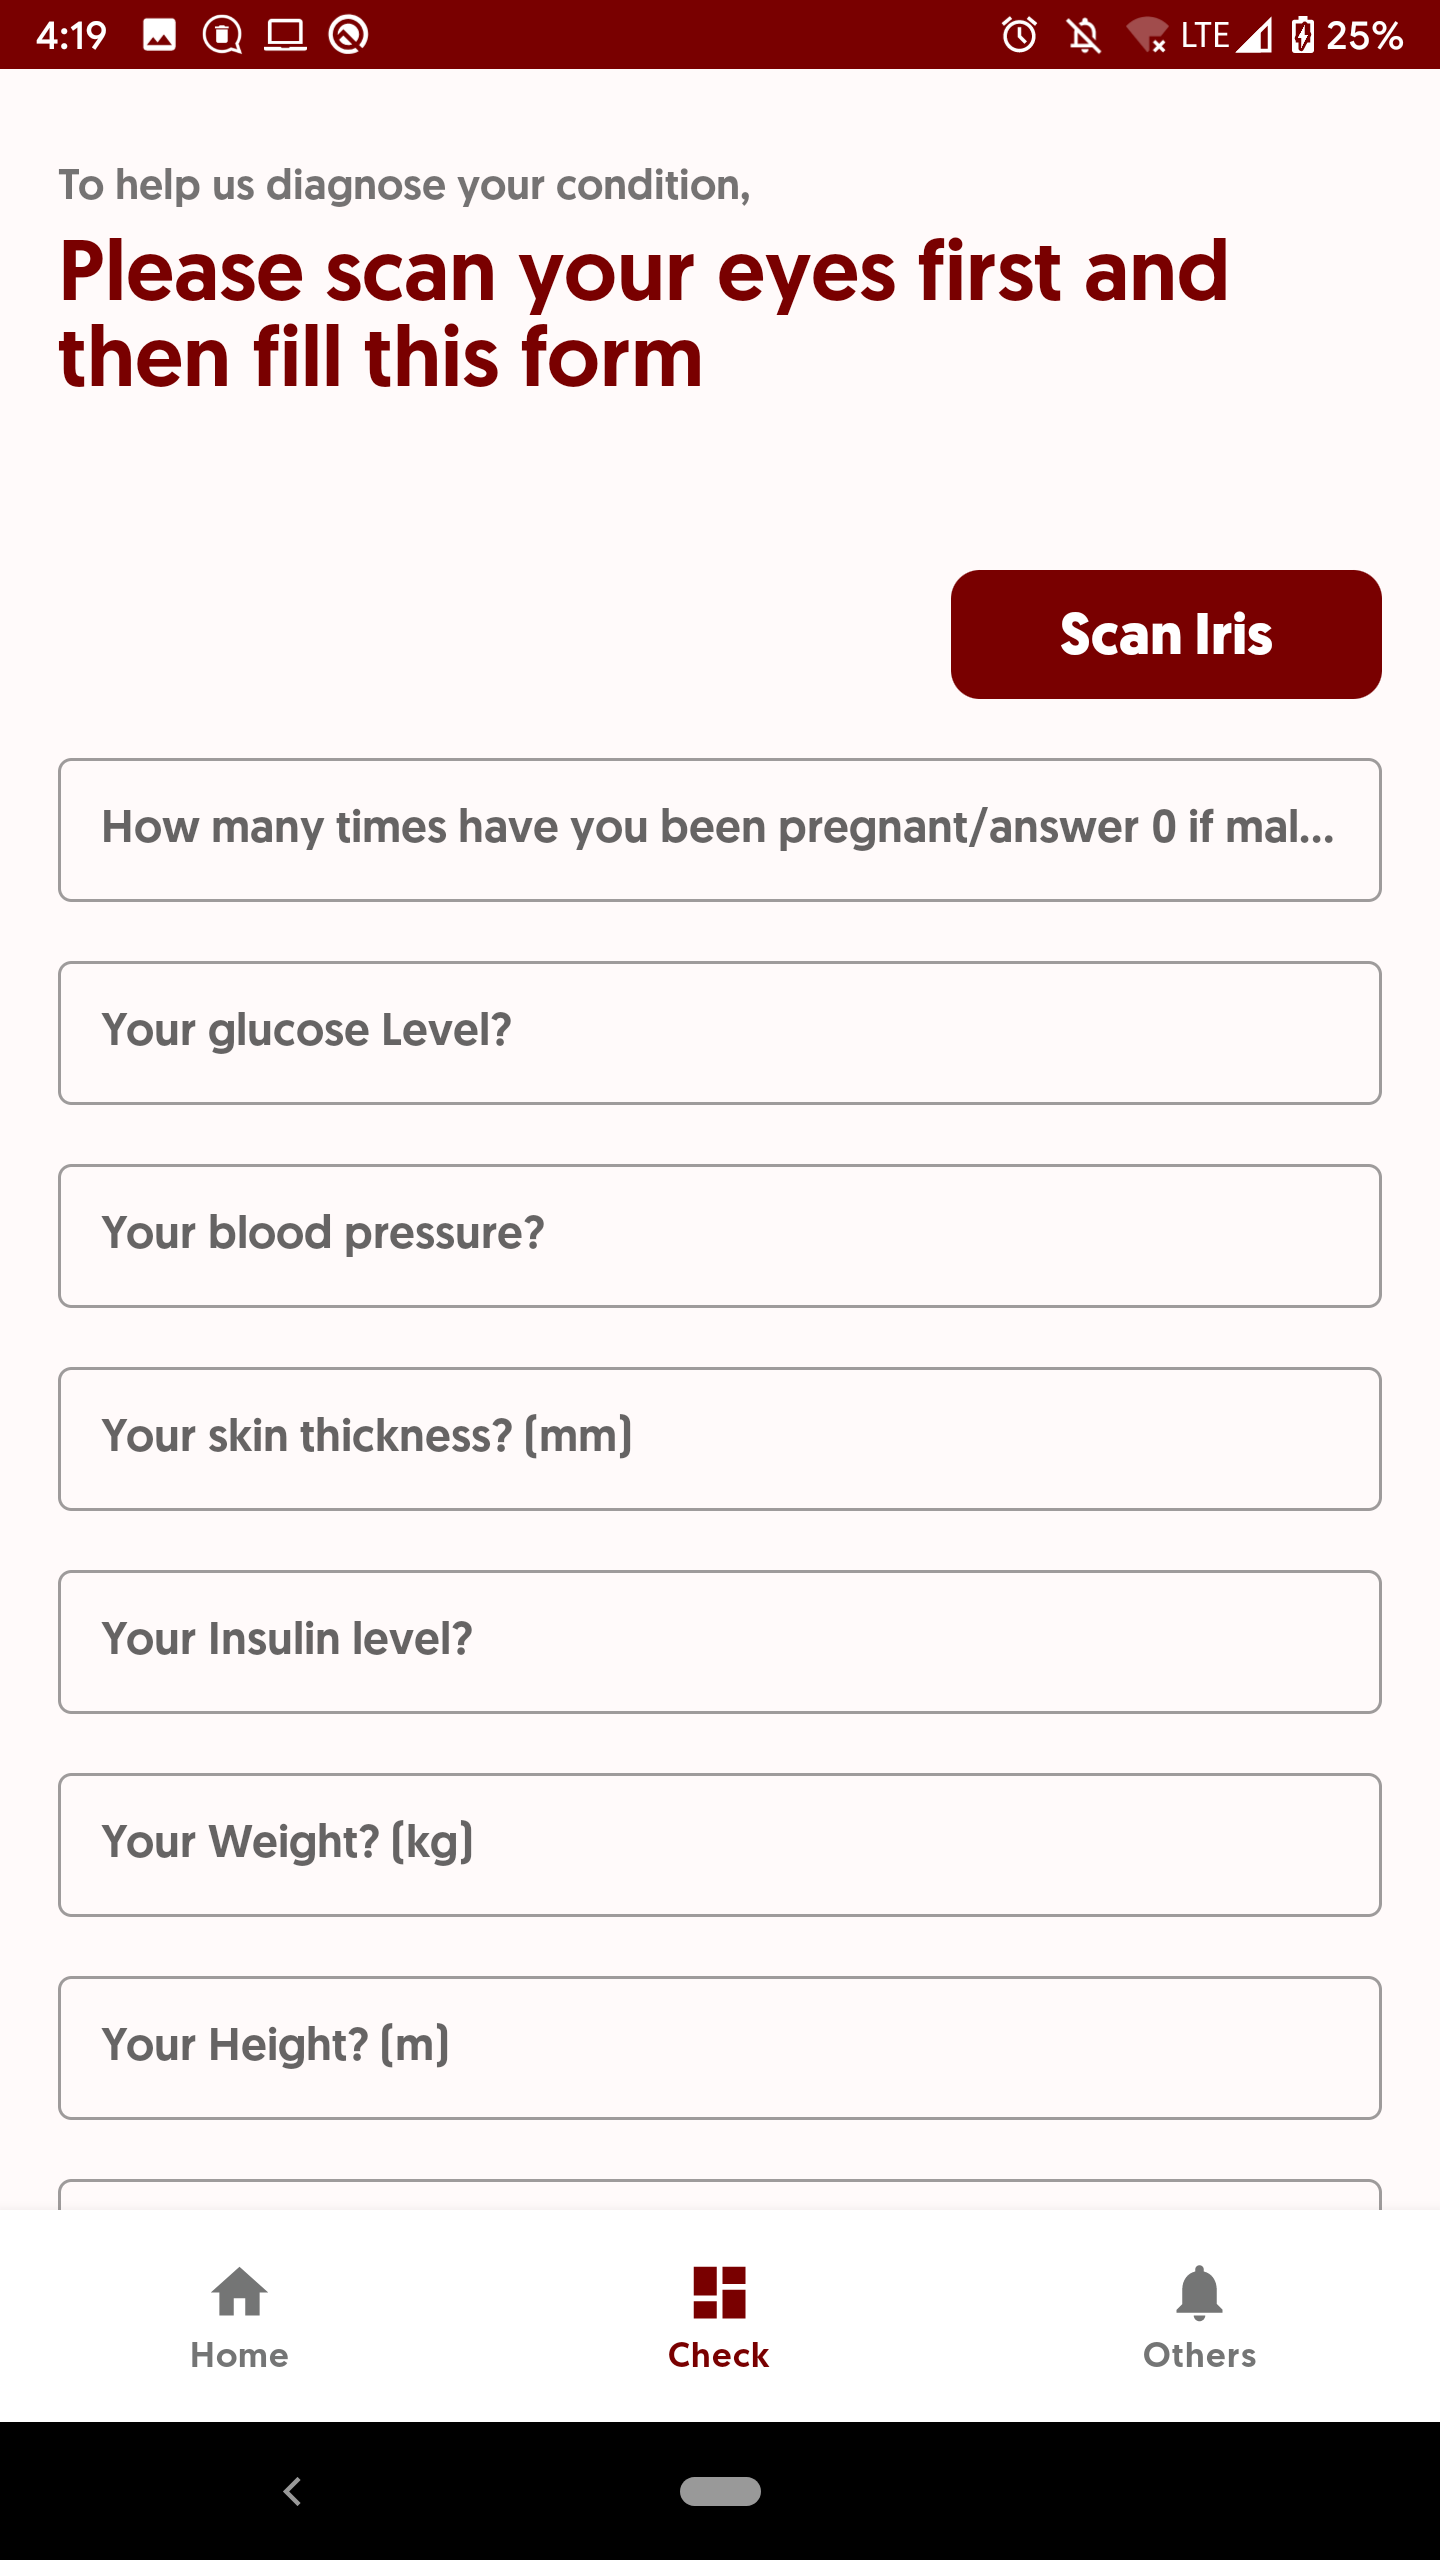 4:19 LTE 25%
To help us diagnose your condition,
Please scan your eyes first and
then fill this form
Scan Iris
How many times have you been pregnant/answer 0 if mal...
Your glucose Level?
Your blood pressure?
Your skin thickness? (mm)
Your Insulin level?
Your Weight? (kg)
Your Height? (m)
Home Check Others